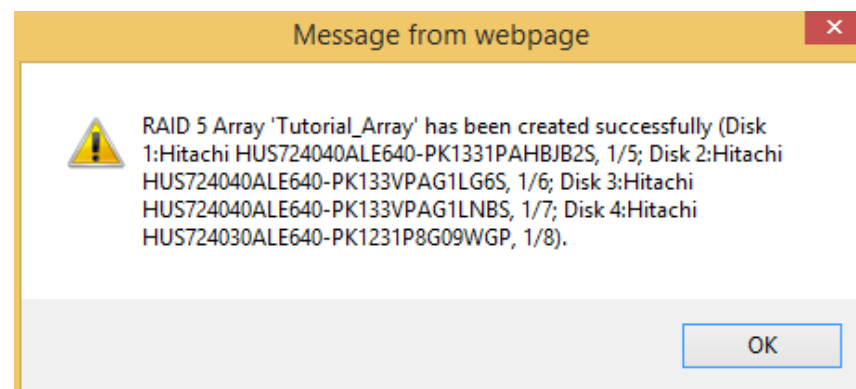 Message from webpage
RAID 5 Array 'Tutorial_Array' has been created successfully (Disk
1:Hitachi HUS724040ALE640-PK1331PAHBJB2S, 1/5; Disk 2:Hitachi
HUS724040ALE640-PK133VPAG1LG6S, 1/6; Disk 3:Hitachi
HUS724040ALE640-PK133VPAG1LNBS, 1/7; Disk 4:Hitachi
HUS724030ALE640-PK1231P8G09WGP, 1/8).
OK